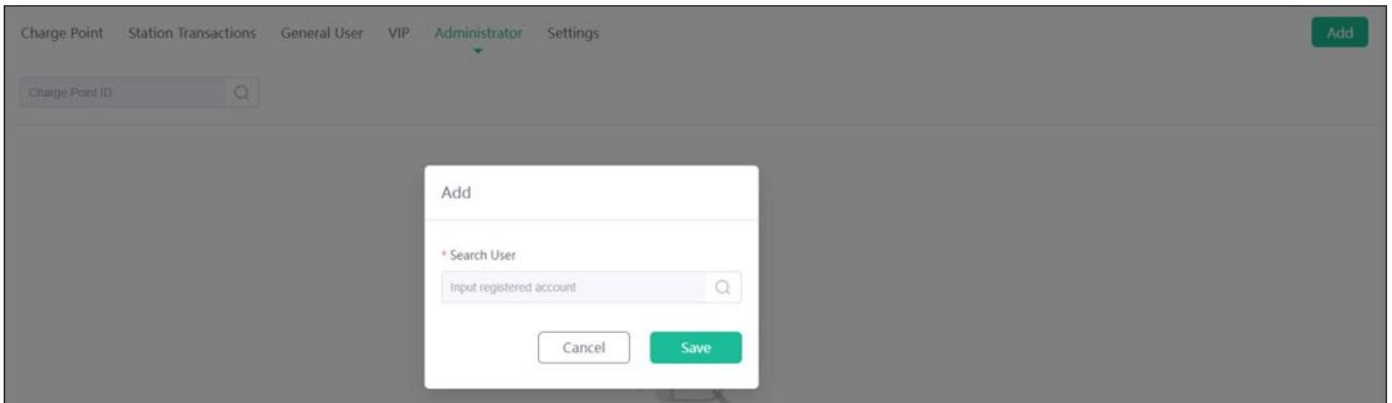 Charge Point Station Transactions General User VIP Administrator Settings Add
Charge Point ID
Add
* Search User
Input registered account
Cancel Save